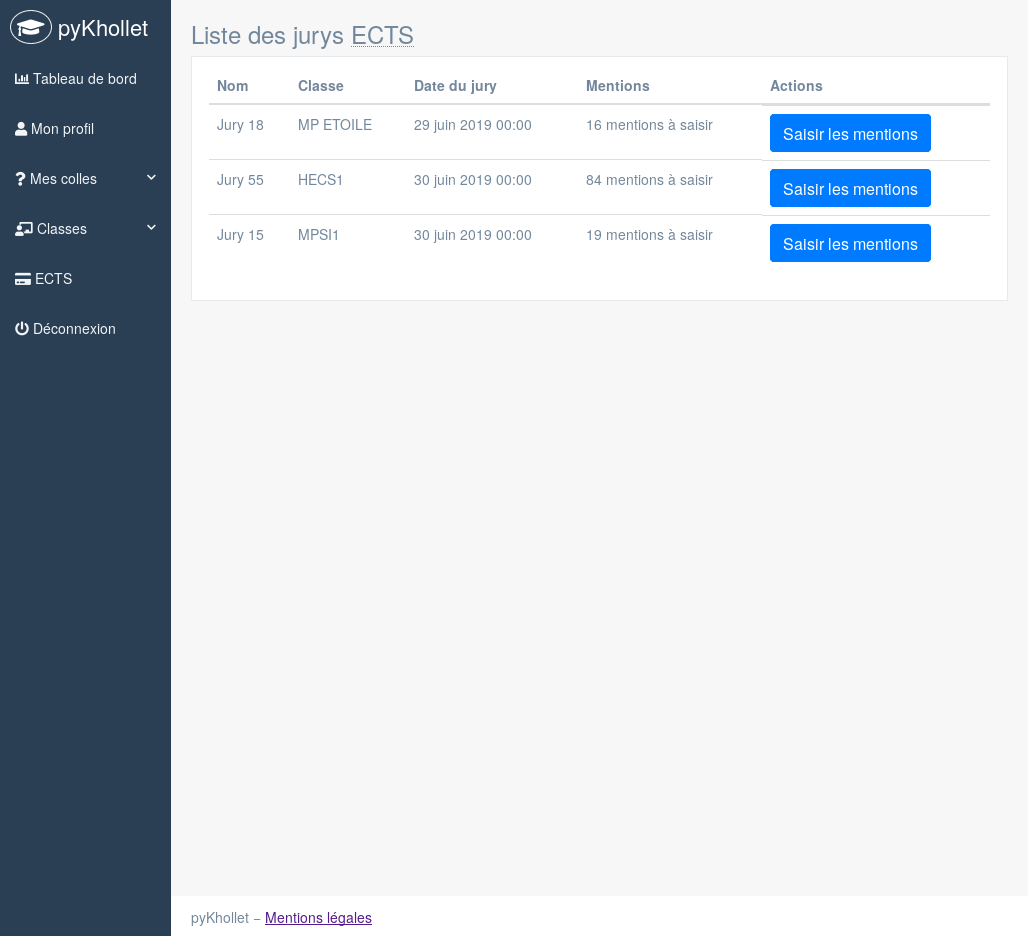 pyKhollet
Tableau de bord
Mon profil
Mes colles
Classes
ECTS
Déconnexion
Liste des jurys ECTS
Nom Classe Date du jury Mentions Actions
Jury 18 MP ETOILE 29 juin 2019 00:00 16 mentions à saisir Saisir les mentions
Jury 55 HECS1 30 juin 2019 00:00 84 mentions à saisir Saisir les mentions
Jury 15 MPSI1 30 juin 2019 00:00 19 mentions à saisir Saisir les mentions
pyKhollet – Mentions légales